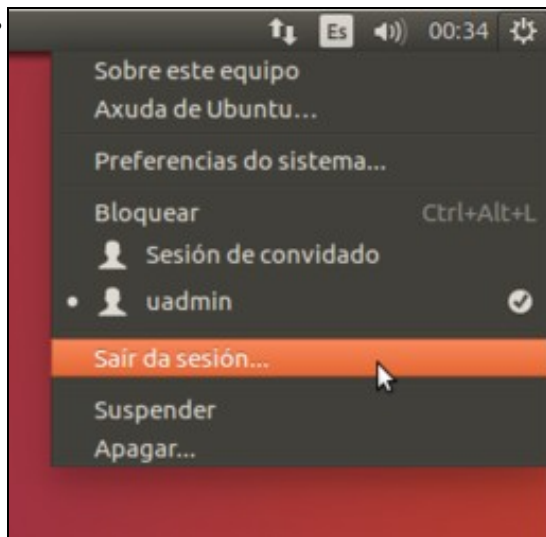 Es 00:34
Sobre este equipo
Axuda de Ubuntu...
Preferencias do sistema...
Bloquear Ctrl+Alt+L
Sesión de convidado
uadmin
Saír da sesión...
Suspender
Apagar...